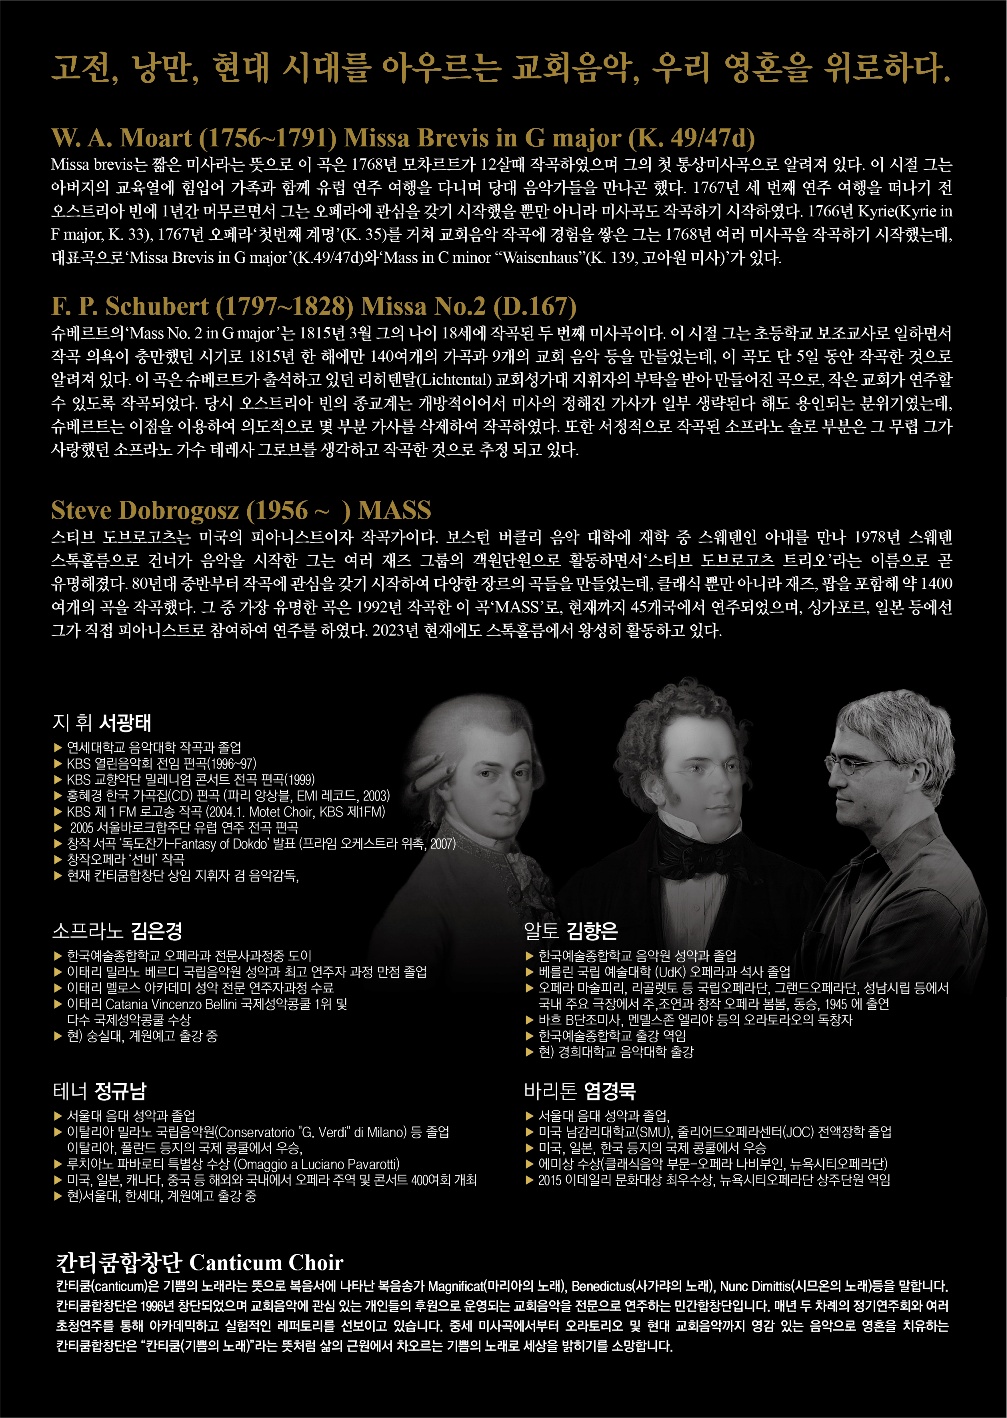 고전, 낭만, 현대 시대를 아우르는 교회음악, 우리 영혼을 위로하다.
W. A. Moart (1756~1791) Missa Brevis in G major (K. 49/47d)
Missa brevis는 짧은 미사라는 뜻으로 이 곡은 1768년 모차르트가 12살때 작곡하였으며 그의 첫 통상미사곡으로 알려져 있다. 이 시절 그는
아버지의 교육열에 힘입어 가족과 함께 유럽 연주 여행을 다니며 당대 음악가들을 만나곤 했다. 1767년 세 번째 연주 여행을 떠나기 전
오스트리아 빈에 1년간 머무르면서 그는 오페라에 관심을 갖기 시작했을 뿐만 아니라 미사곡도 작곡하기 시작하였다. 1766년 Kyrie(Kyrie in
F major, K. 33), 1767년 오페라‘첫번째 계명’(K. 35)를 거쳐 교회음악 작곡에 경험을 쌓은 그는 1768년 여러 미사곡을 작곡하기 시작했는데,
대표곡으로‘Missa Brevis in G major’(K.49/47d)와‘Mass in C minor “Waisenhaus”(K. 139, 고아원 미사)’가 있다.
F. P. Schubert (1797~1828) Missa No.2 (D.167)
슈베르트의‘Mass No. 2 in G major’는 1815년 3월 그의 나이 18세에 작곡된 두 번째 미사곡이다. 이 시절 그는 초등학교 보조교사로 일하면서
작곡 의욕이 충만했던 시기로 1815년 한 해에만 140여개의 가곡과 9개의 교회 음악 등을 만들었는데, 이 곡도 단 5일 동안 작곡한 것으로
알려져 있다. 이 곡은 슈베르트가 출석하고 있던 리히텐탈(Lichtental) 교회성가대 지휘자의 부탁을 받아 만들어진 곡으로, 작은 교회가 연주할
수 있도록 작곡되었다. 당시 오스트리아 빈의 종교계는 개방적이어서 미사의 정해진 가사가 일부 생략된다 해도 용인되는 분위기였는데,
슈베르트는 이점을 이용하여 의도적으로 몇 부분 가사를 삭제하여 작곡하였다. 또한 서정적으로 작곡된 소프라노 솔로 부분은 그 무렵 그가
사랑했던 소프라노 가수 테레사 그로브를 생각하고 작곡한 것으로 추정 되고 있다.
Steve Dobrogosz (1956 ~  ) MASS
스티브 도브로고츠는 미국의 피아니스트이자 작곡가이다. 보스턴 버클리 음악 대학에 재학 중 스웨덴인 아내를 만나 1978년 스웨덴
스톡홀름으로 건너가 음악을 시작한 그는 여러 재즈 그룹의 객원단원으로 활동하면서‘스티브 도브로고츠 트리오’라는 이름으로 곧
유명해졌다. 80년대 중반부터 작곡에 관심을 갖기 시작하여 다양한 장르의 곡들을 만들었는데, 클래식 뿐만 아니라 재즈, 팝을 포함해 약 1400
여개의 곡을 작곡했다. 그 중 가장 유명한 곡은 1992년 작곡한 이 곡‘MASS’로, 현재까지 45개국에서 연주되었으며, 싱가포르, 일본 등에선
그가 직접 피아니스트로 참여하여 연주를 하였다. 2023년 현재에도 스톡홀름에서 왕성히 활동하고 있다.
지 휘 서광태
▶ 연세대학교 음악대학 작곡과 졸업
▶ KBS 열린음악회 전임 편곡(1996~97)
▶ KBS 교향악단 밀레니엄 콘서트 전곡 편곡(1999)
▶ 홍혜경 한국 가곡집(CD) 편곡 (파리 앙상블, EMI 레코드, 2003)
▶ KBS 제 1 FM 로고송 작곡 (2004.1. Motet Choir, KBS 제1FM)
▶ 2005 서울바로크합주단 유럽 연주 전곡 편곡
▶ 창작 서곡 ‘독도찬가-Fantasy of Dokdo’ 발표 (프라임 오케스트라 위촉, 2007)
▶ 창작오페라 ‘선비’ 작곡
▶ 현재 칸티쿰합창단 상임 지휘자 겸 음악감독,
소프라노 김은경
▶ 한국예술종합학교 오페라과 전문사과정중 도이
▶ 이태리 밀라노 베르디 국립음악원 성악과 최고 연주자 과정 만점 졸업
▶ 이태리 멜로스 아카데미 성악 전문 연주자과정 수료
▶ 이태리 Catania Vincenzo Bellini 국제성악콩쿨 1위 및
다수 국제성악콩쿨 수상
▶ 현) 숭실대, 계원예고 출강 중
알토 김향은
▶ 한국예술종합학교 음악원 성악과 졸업
▶ 베를린 국립 예술대학 (UdK) 오페라과 석사 졸업
▶ 오페라 마술피리, 리골렛토 등 국립오페라단, 그랜드오페라단, 성남시립 등에서
국내 주요 극장에서 주,조연과 창작 오페라 봄봄, 동승, 1945 에 출연
▶ 바흐 B단조미사, 멘델스존 엘리야 등의 오라토라오의 독창자
▶ 한국예술종합학교 출강 역임
▶ 현) 경희대학교 음악대학 출강
테너 정규남
▶ 서울대 음대 성악과 졸업
▶ 이탈리아 밀라노 국립음악원(Conservatorio "G. Verdi" di Milano) 등 졸업
이탈리아, 폴란드 등지의 국제 콩쿨에서 우승,
▶ 루치아노 파바로티 특별상 수상 (Omaggio a Luciano Pavarotti)
▶ 미국, 일본, 캐나다, 중국 등 해외와 국내에서 오페라 주역 및 콘서트 400여회 개최
▶ 현)서울대, 한세대, 계원예고 출강 중
바리톤 염경묵
▶ 서울대 음대 성악과 졸업,
▶ 미국 남감리대학교(SMU), 줄리어드오페라센터(JOC) 전액장학 졸업
▶ 미국, 일본, 한국 등지의 국제 콩쿨에서 우승
▶ 에미상 수상(클래식음악 부문-오페라 나비부인, 뉴욕시티오페라단)
▶ 2015 이데일리 문화대상 최우수상, 뉴욕시티오페라단 상주단원 역임
칸티쿰합창단 Canticum Choir
칸티쿰(canticum)은 기쁨의 노래라는 뜻으로 복음서에 나타난 복음송가 Magnificat(마리아의 노래), Benedictus(사가랴의 노래), Nunc Dimittis(시므온의 노래)등을 말합니다.
칸티쿰합창단은 1996년 창단되었으며 교회음악에 관심 있는 개인들의 후원으로 운영되는 교회음악을 전문으로 연주하는 민간합창단입니다. 매년 두 차례의 정기연주회와 여러
초청연주를 통해 아카데믹하고 실험적인 레퍼토리를 선보이고 있습니다. 중세 미사곡에서부터 오라토리오 및 현대 교회음악까지 영감 있는 음악으로 영혼을 치유하는
칸티쿰합창단은 “칸티쿰(기쁨의 노래)”라는 뜻처럼 삶의 근원에서 차오르는 기쁨의 노래로 세상을 밝히기를 소망합니다.